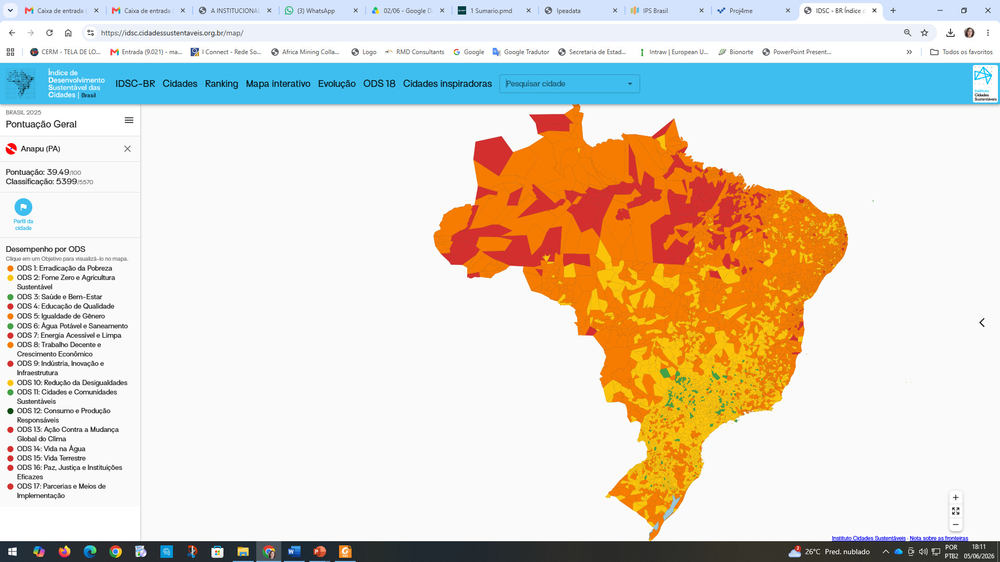 Caixa de entrada (
Caixa de entrada (
A INSTITUCIONAL
(3) WhatsApp
02/06 - Google D
1 Sumario.pmd
Ipeadata
IPS Brasil
Proj4me
IDSC - BR Índice d
https://idsc.cidadessustentaveis.org.br/map/
CERM - TELA DE LO...
Entrada (9.021) - ma...
I Connect - Rede So...
Africa Mining Colla...
Logo
RMD Consultants
Google
Google Tradutor
Secretaria de Estad...
Intraw | European U...
Bionorte
PowerPoint Present...
Todos os favoritos
Índice de
Desenvolvimento
Sustentável das
Cidades | Brasil
IDSC-BR
Cidades
Ranking
Mapa interativo
Evolução
ODS 18
Cidades inspiradoras
Pesquisar cidade
Instituto
Cidades
Sustentáveis
BRASIL 2025
Pontuação Geral
Anapu (PA)
Pontuação: 39.49/100
Classificação: 5399/5570
Perfil da
cidade
Desempenho por ODS
Clique em um Objetivo para visualizá-lo no mapa.
ODS 1: Erradicação da Pobreza
ODS 2: Fome Zero e Agricultura
Sustentável
ODS 3: Saúde e Bem-Estar
ODS 4: Educação de Qualidade
ODS 5: Igualdade de Gênero
ODS 6: Água Potável e Saneamento
ODS 7: Energia Acessível e Limpa
ODS 8: Trabalho Decente e
Crescimento Econômico
ODS 9: Indústria, Inovação e
Infraestrutura
ODS 10: Redução da Desigualdades
ODS 11: Cidades e Comunidades
Sustentáveis
ODS 12: Consumo e Produção
Responsáveis
ODS 13: Ação Contra a Mudança
Global do Clima
ODS 14: Vida na Água
ODS 15: Vida Terrestre
ODS 16: Paz, Justiça e Instituições
Eficazes
ODS 17: Parcerias e Meios de
Implementação
Instituto Cidades Sustentáveis - Nota sobre as fronteiras
2
26°C Pred. nublado
POR
PTB2
18:11
05/06/2026